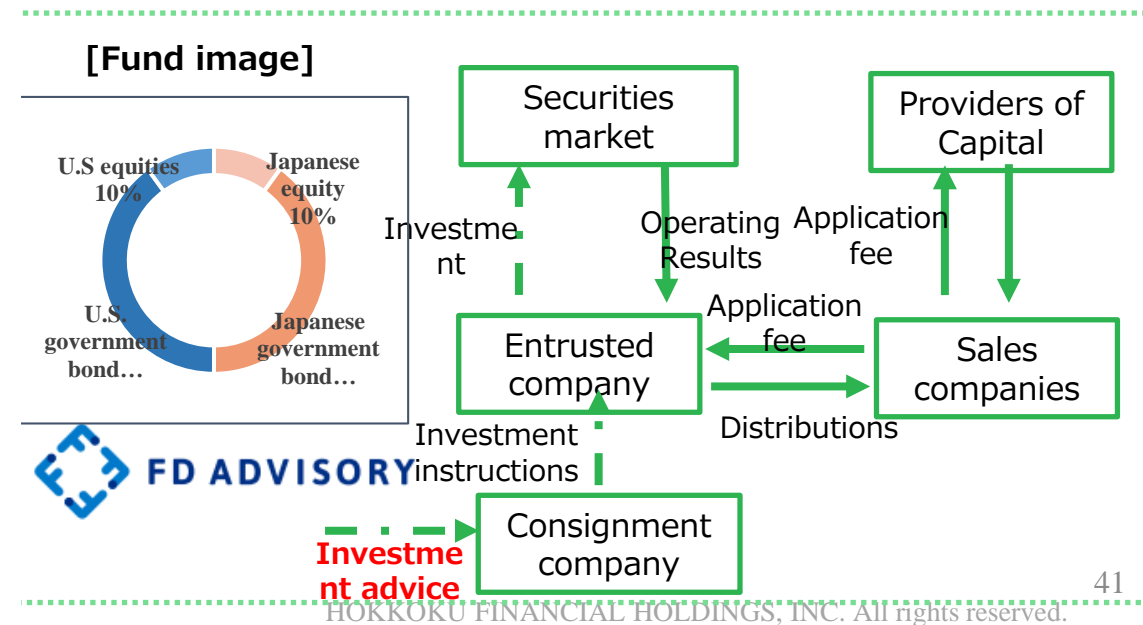 [Fund image]
U.S equities
10%
Japanese
equity
10%
U.S.
government
bond…
Japanese
government
bond…
Securities
market
Providers of
Capital
Investme
nt
Operating
Results
Application
fee
Application
fee
Entrusted
company
Sales
companies
Distributions
Investment
instructions
FD ADVISORY
Consignment
company
Investme
nt advice
41
HOKKOKU FINANCIAL HOLDINGS, INC. All rights reserved.